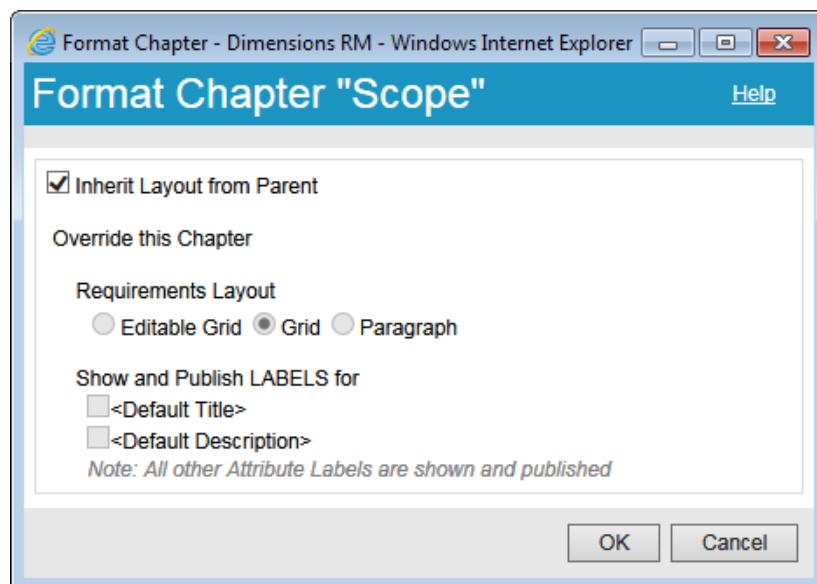 Format Chapter - Dimensions RM - Windows Internet Explorer
Format Chapter "Scope" Help
Inherit Layout from Parent
Override this Chapter
Requirements Layout
Editable Grid Grid Paragraph
Show and Publish LABELS for
<Default Title>
<Default Description>
Note: All other Attribute Labels are shown and published
OK Cancel